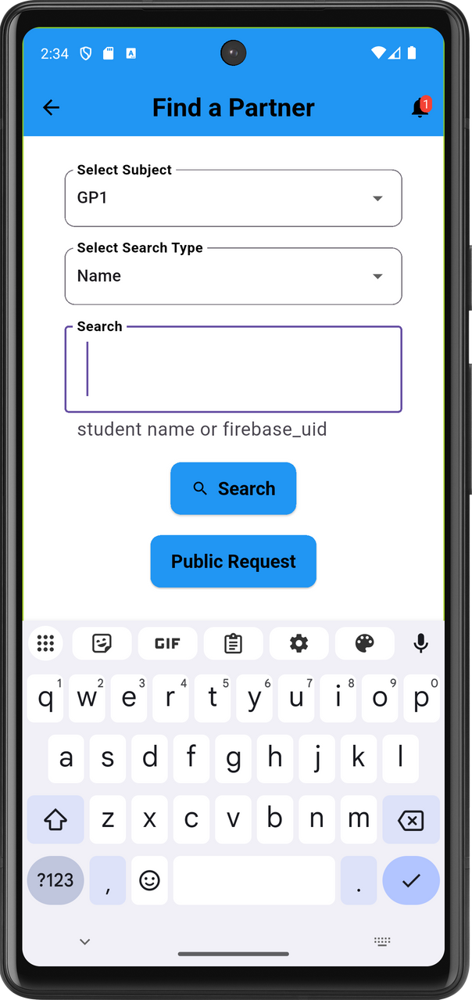 2:34
A
Find a Partner
1
Select Subject
GP1
Select Search Type
Name
Search
student name or firebase_uid
Search
Public Request
GIF
q1 w2 e3 r4 t5 y6 u7 i8 o9 p0
a s d f g h j k l
z x c v b n m
?123 , .